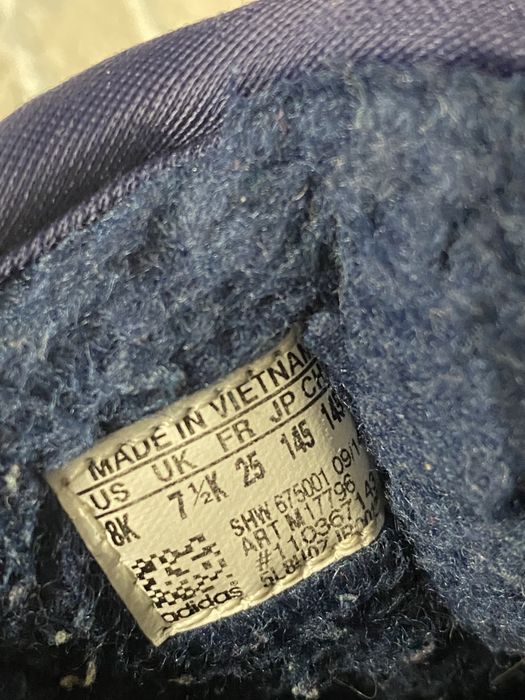 MADE IN VIETNAM
US UK FR JP CH
8K 7½K 25 145 145
SHW 675001 09/1
ART M17796
#110367143
adidas